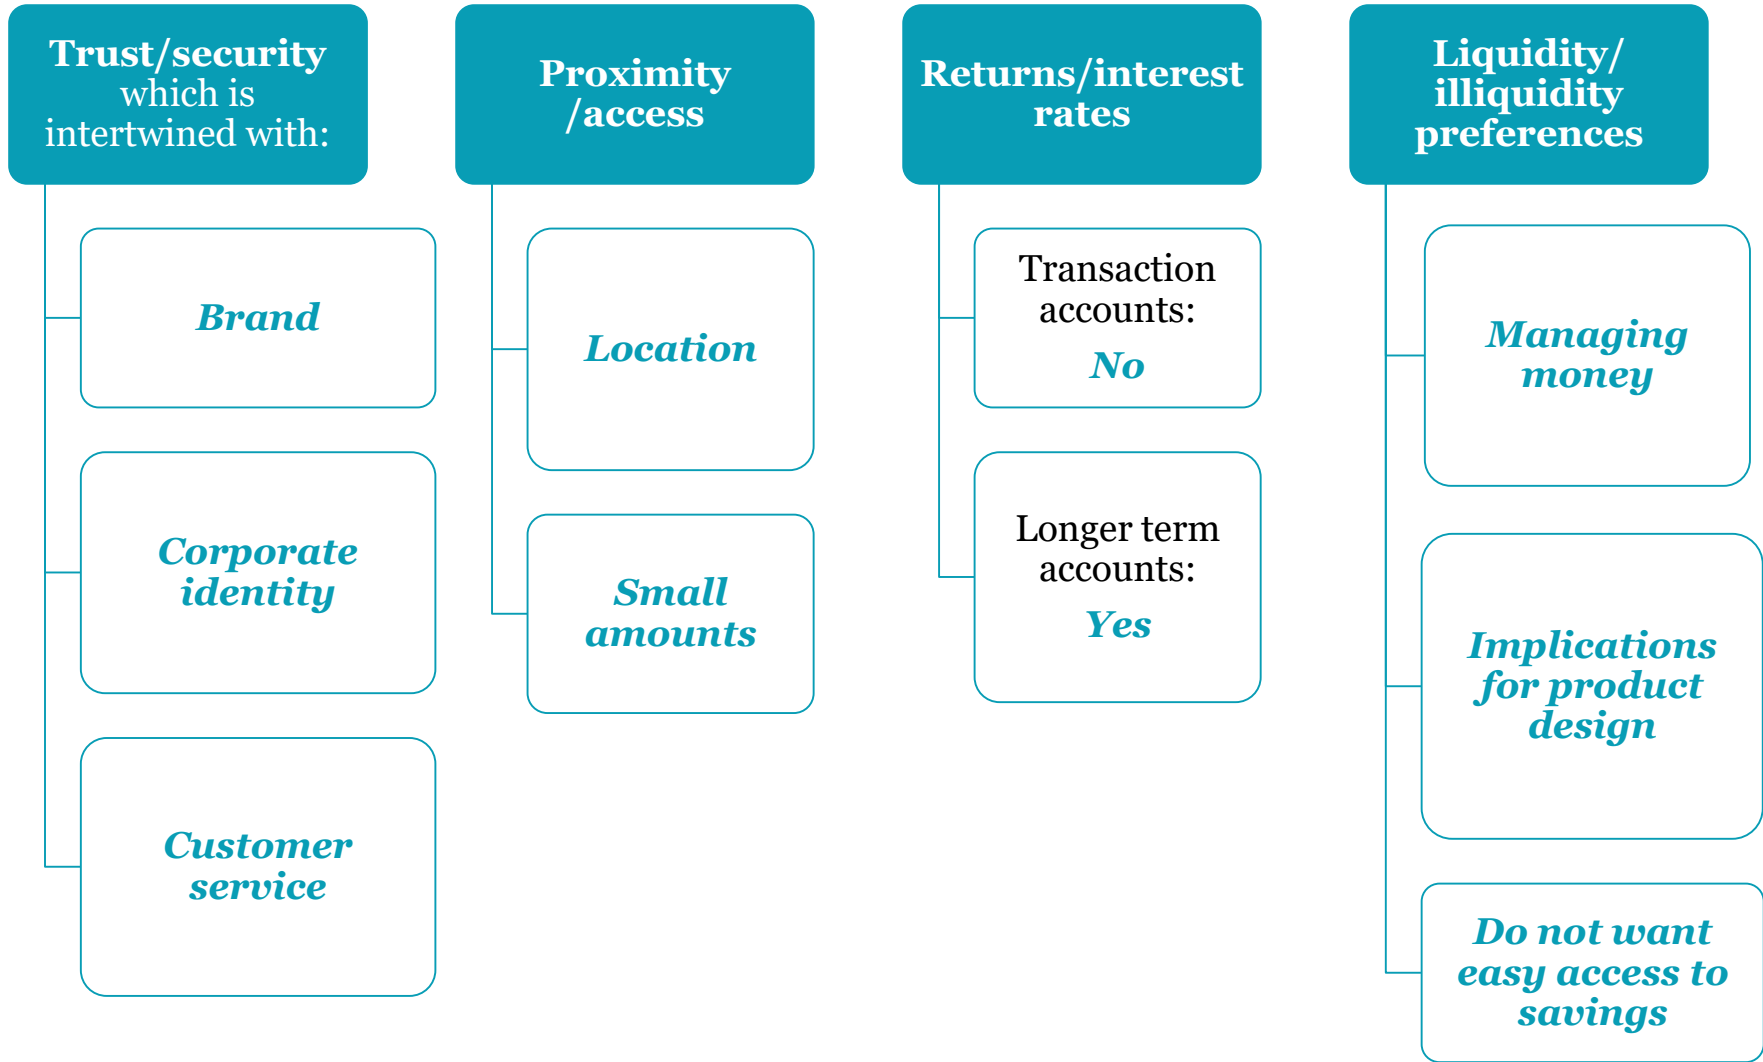 Trust/security
which is
intertwined with:
Brand
Corporate
identity
Customer
service
Proximity
/access
Location
Small
amounts
Returns/interest
rates
Transaction
accounts:
No
Longer term
accounts:
Yes
Liquidity/
illiquidity
preferences
Managing
money
Implications
for product
design
Do not want
easy access to
savings